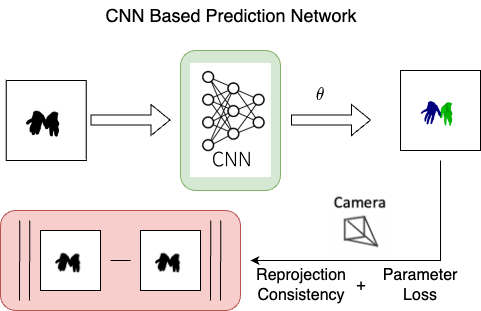 CNN Based Prediction Network
θ
CNN
Camera
Reprojection
Consistency
+
Parameter
Loss